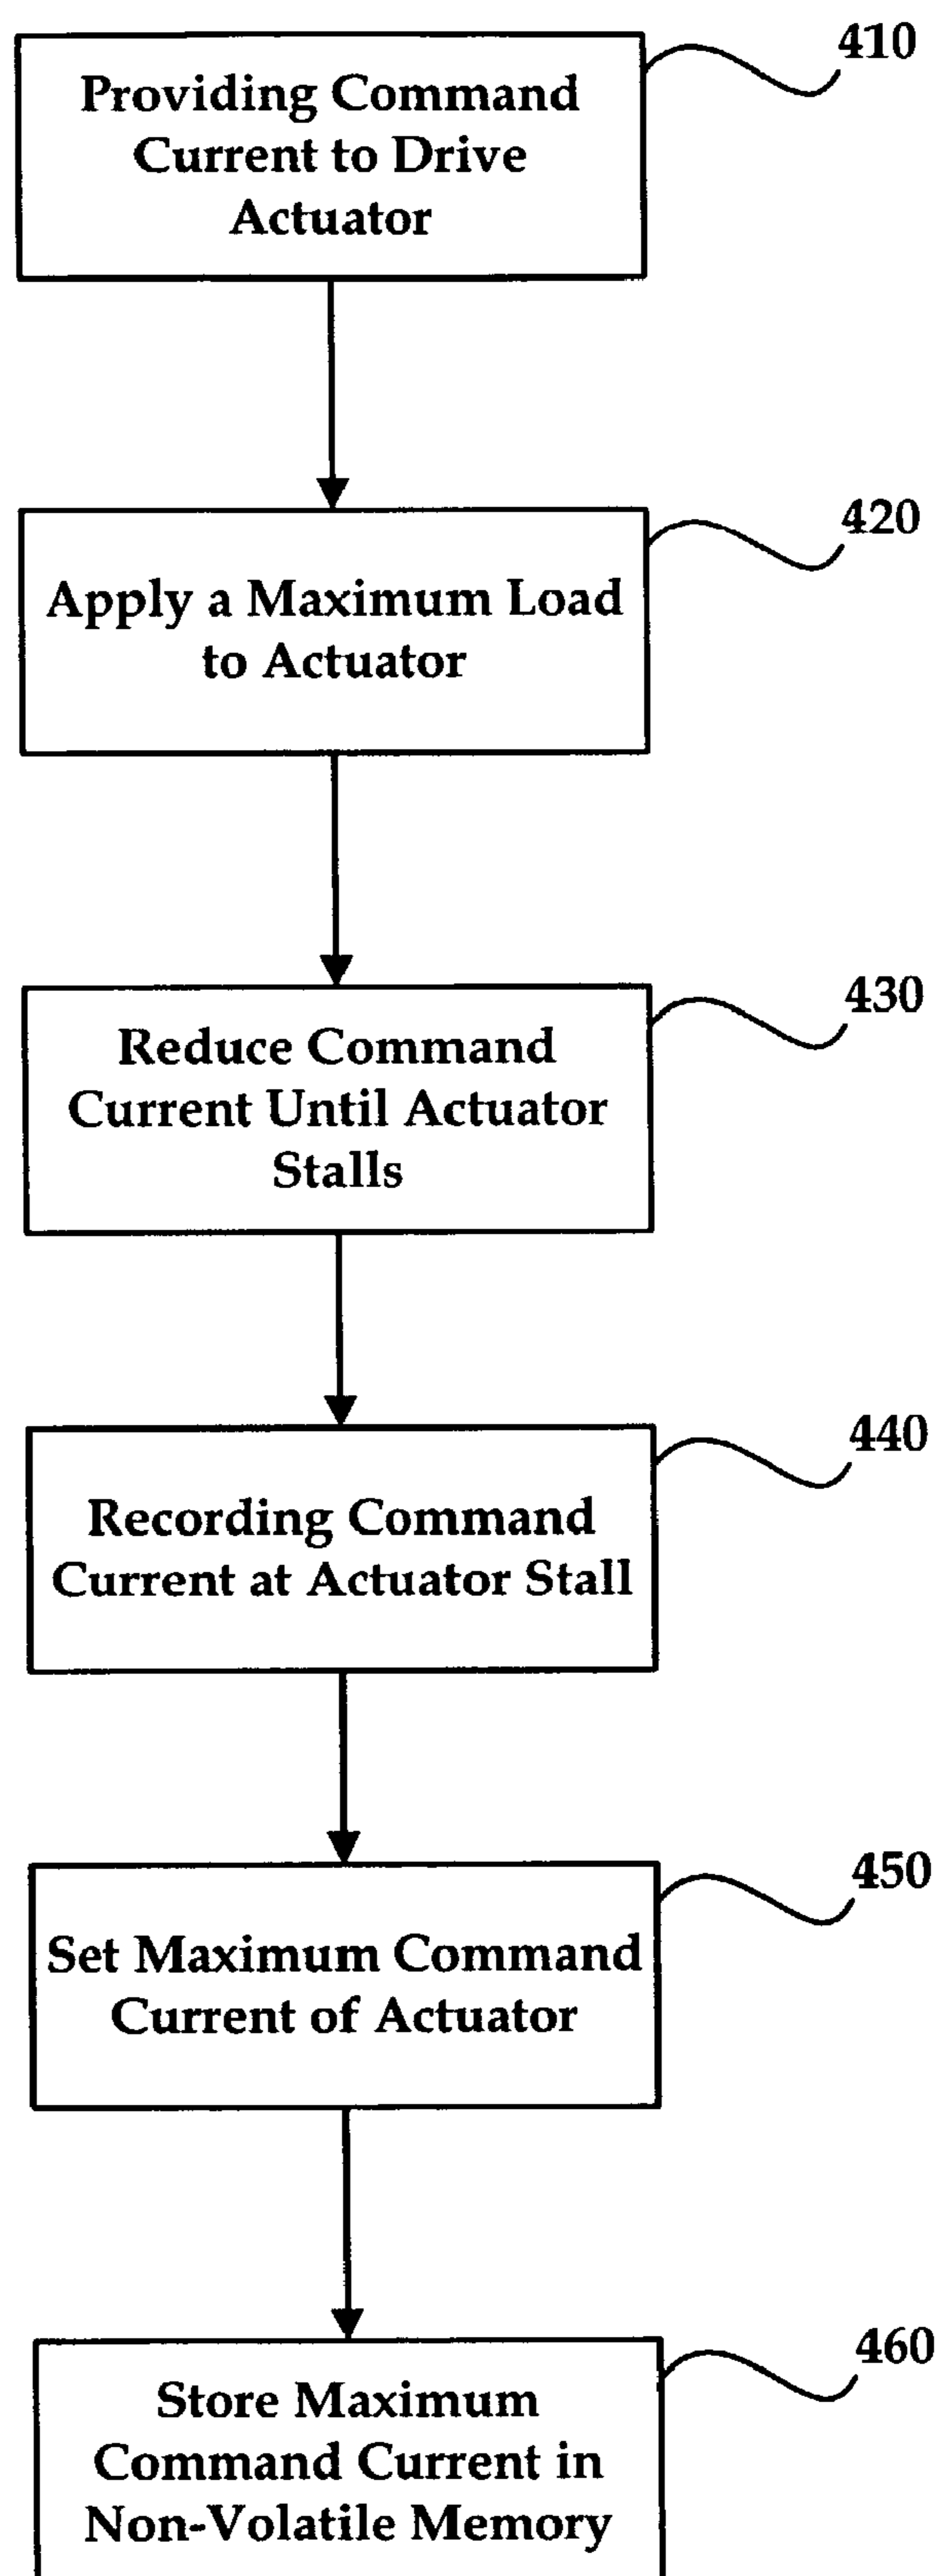 410
Providing Command
Current to Drive
Actuator
420
Apply a Maximum Load
to Actuator
430
Reduce Command
Current Until Actuator
Stalls
440
Recording Command
Current at Actuator Stall
450
Set Maximum Command
Current of Actuator
460
Store Maximum
Command Current in
Non-Volatile Memory